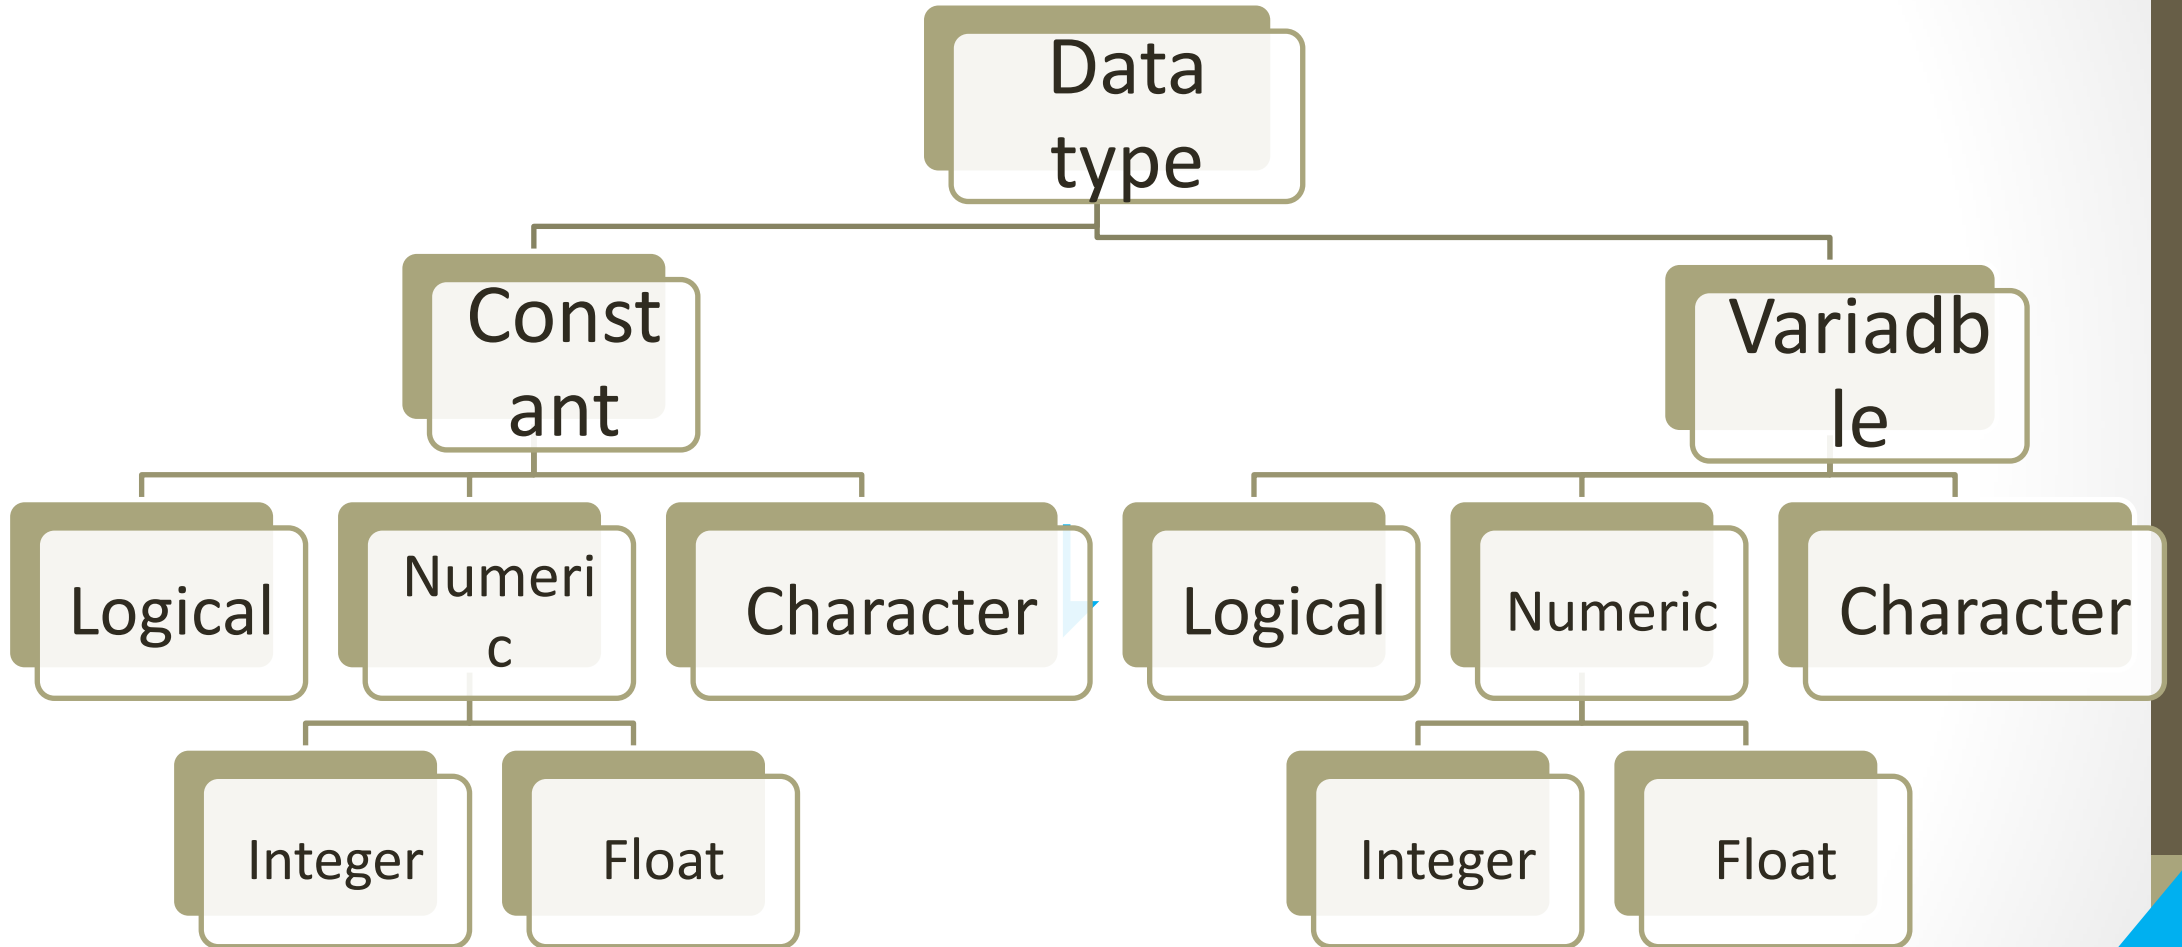 Data
type
Const
ant
Variadb
le
Logical
Numeri
c
Character
Logical
Numeric
Character
Integer
Float
Integer
Float